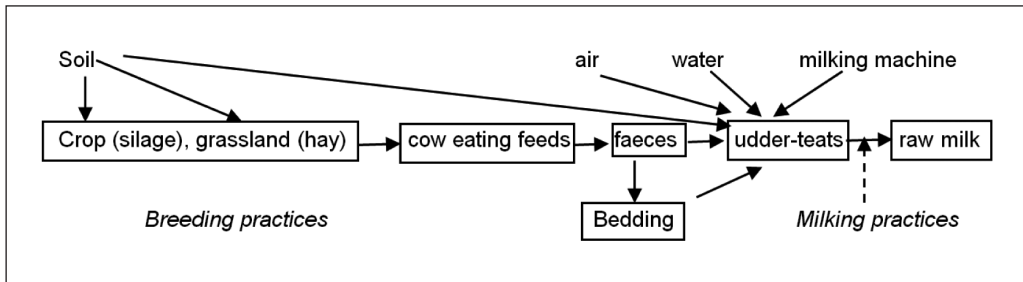 Soil
air
water
milking machine
Crop (silage), grassland (hay)
cow eating feeds
faeces
udder-teats
raw milk
Bedding
Breeding practices
Milking practices